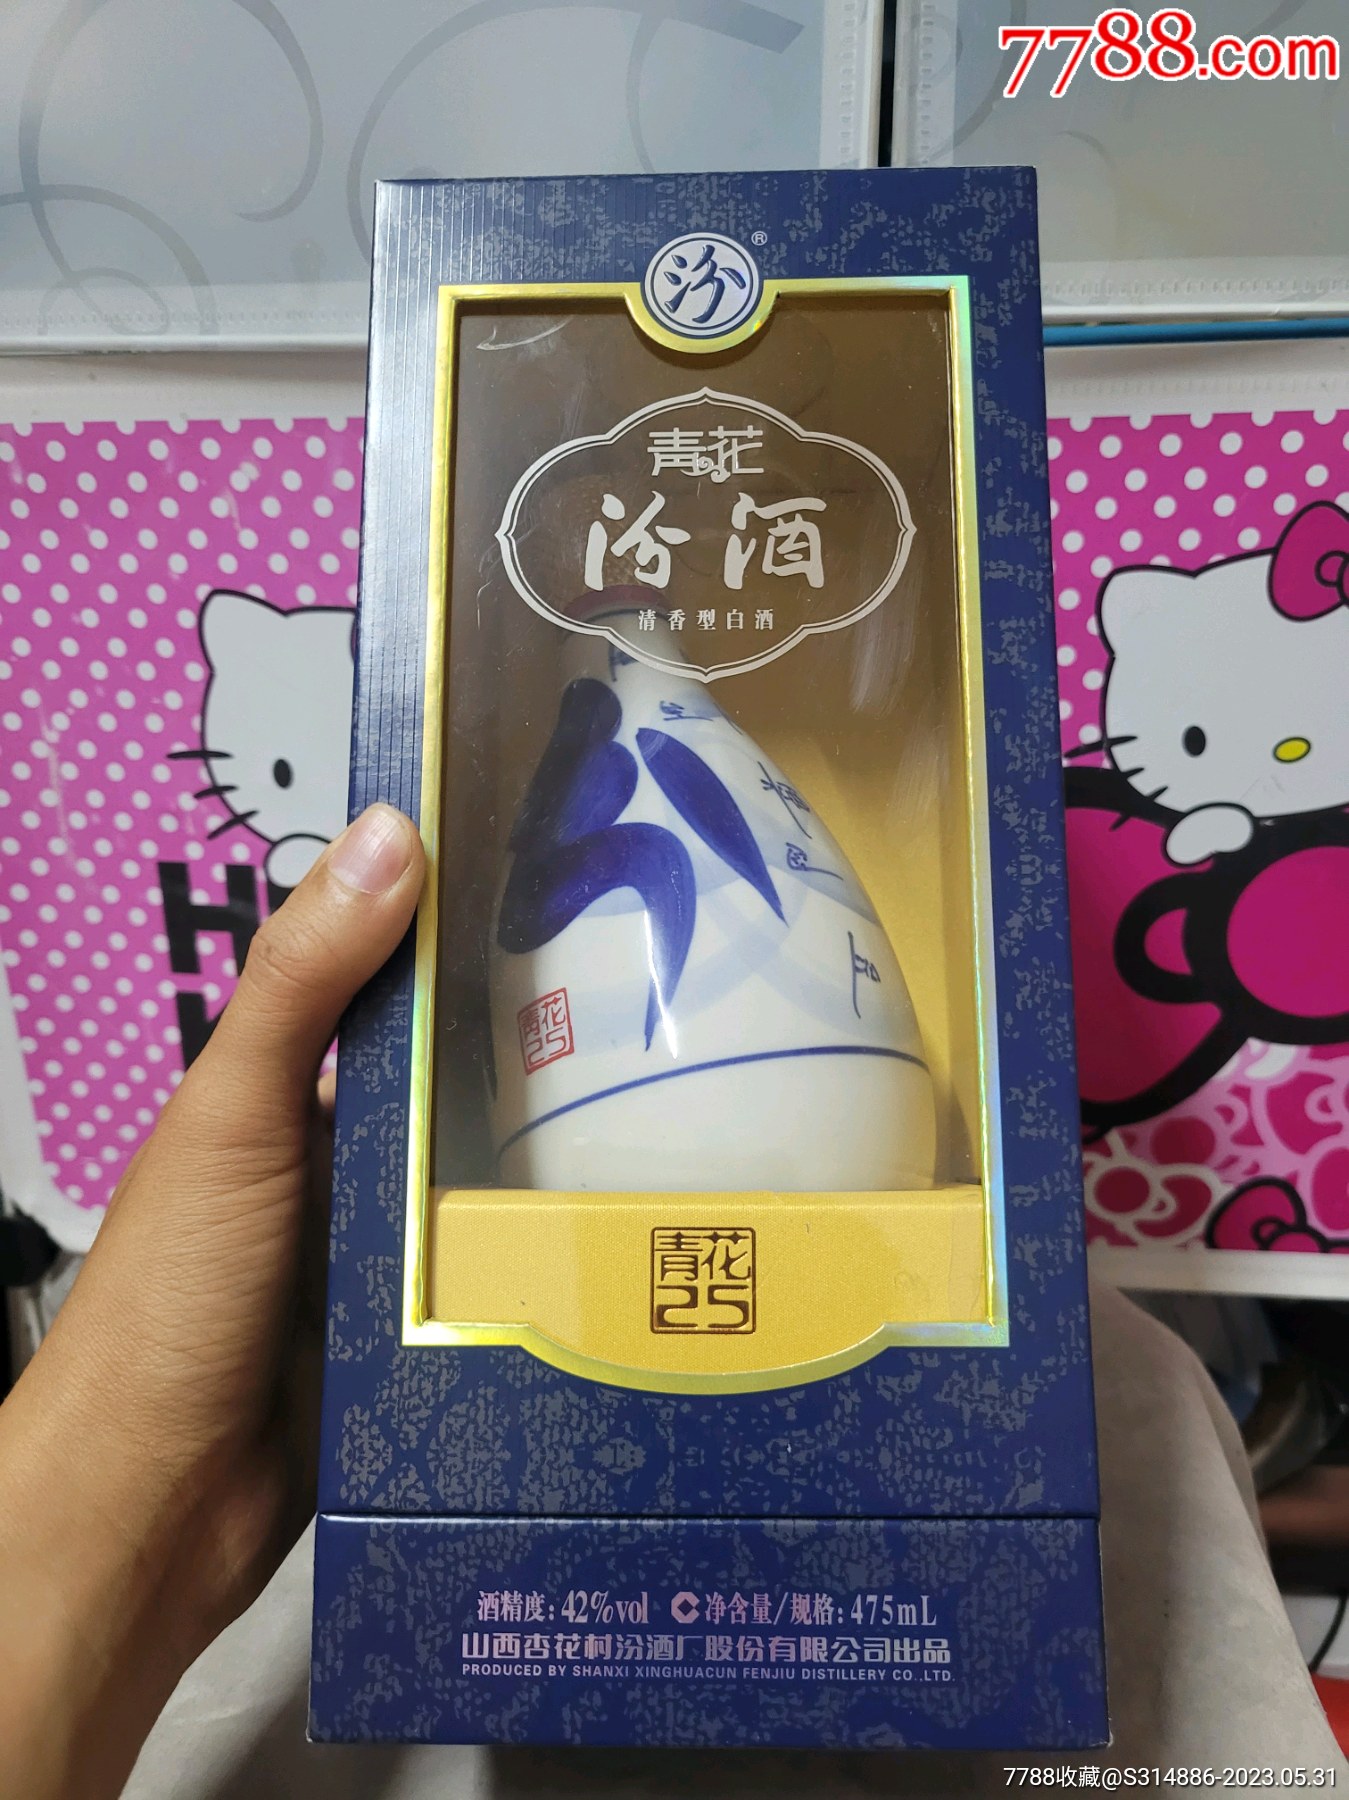 7788.com
汾®
青花
汾酒
清香型白酒
青花
25
青花
25
酒精度:42%vol 净含量/规格:475mL
山西杏花村汾酒厂股份有限公司出品
PRODUCED BY SHANXI XINGHUACUN FENJIU DISTILLERY CO.,LTD.
7788收藏@S314886-2023.05.31